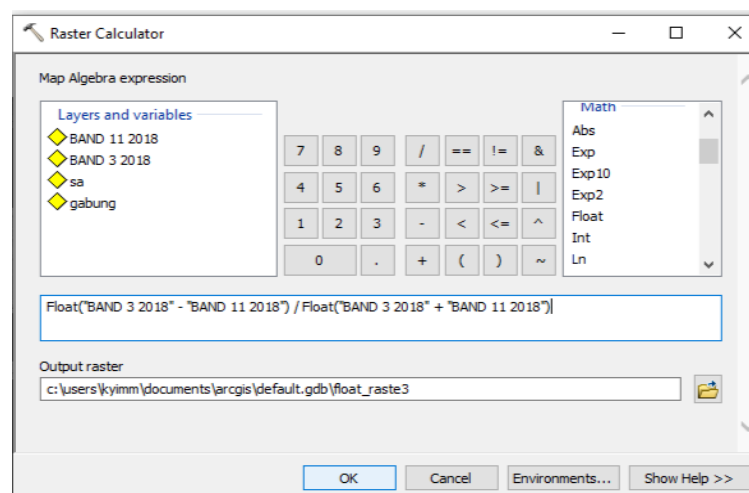 Raster Calculator
Map Algebra expression
Layers and variables
BAND 11 2018
BAND 3 2018
sa
gabung
7 8 9 / == != &
4 5 6 * > >= |
1 2 3 - < <= ^
0 . + ( ) ~
Math
Abs
Exp
Exp10
Exp2
Float
Int
Ln
Float("BAND 3 2018" - "BAND 11 2018") / Float("BAND 3 2018" + "BAND 11 2018")
Output raster
c:\users\kyimm\documents\arcgis\default.gdb\float_raste3
OK Cancel Environments... Show Help >>